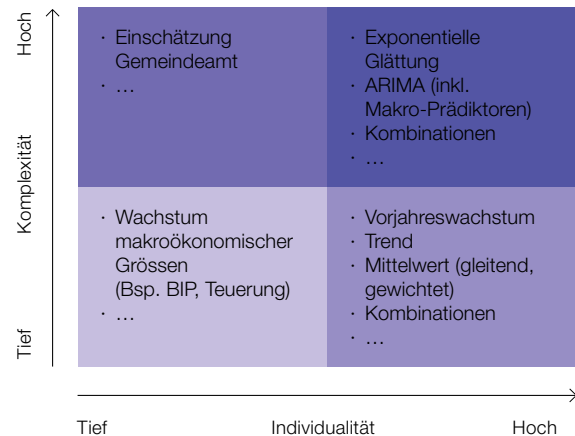 Hoch
Komplexität
Tief
· Einschätzung
Gemeindeamt
· …
· Exponentielle
Glättung
· ARIMA (inkl.
Makro-Prädiktoren)
· Kombinationen
· …
· Wachstum
makroökonomischer
Grössen
(Bsp. BIP, Teuerung)
· …
· Vorjahreswachstum
· Trend
· Mittelwert (gleitend,
gewichtet)
· Kombinationen
· …
Tief
Individualität
Hoch